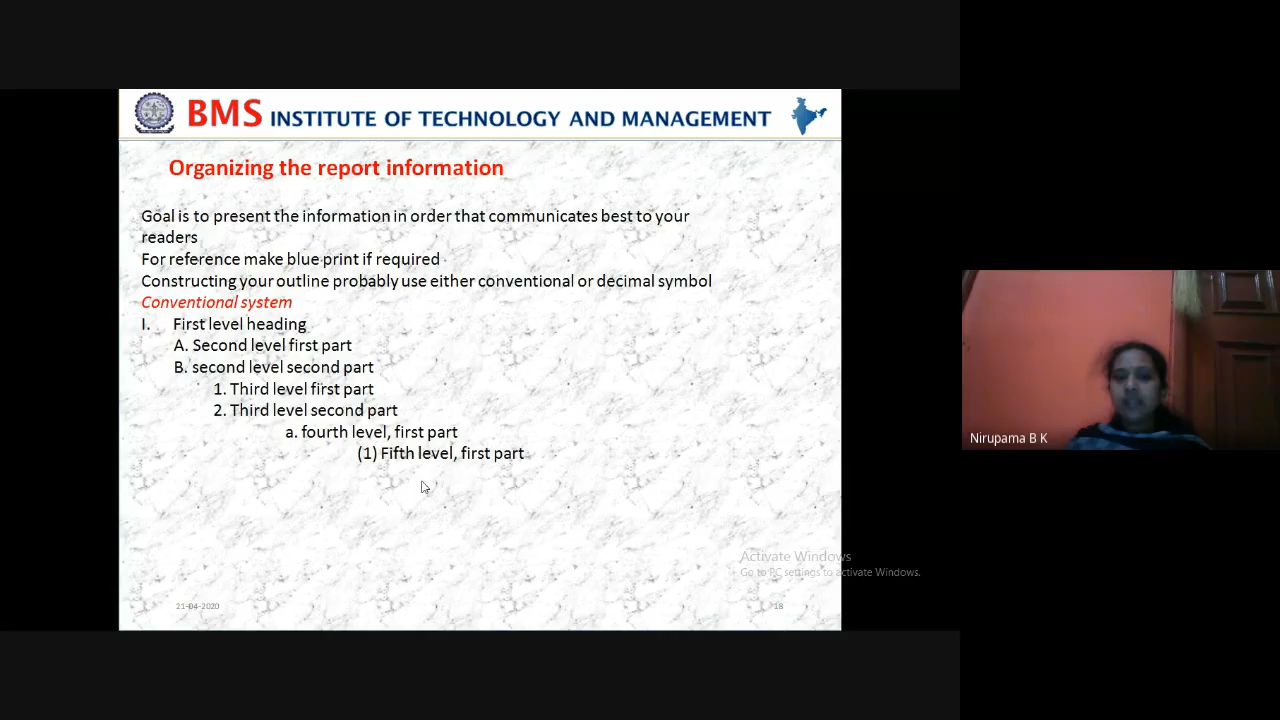 BMS INSTITUTE OF TECHNOLOGY AND MANAGEMENT
Organizing the report information
Goal is to present the information in order that communicates best to your
readers
For reference make blue print if required
Constructing your outline probably use either conventional or decimal symbol
Conventional system
I. First level heading
A. Second level first part
B. second level second part
1. Third level first part
2. Third level second part
a. fourth level, first part
(1) Fifth level, first part
Nirupama B K
Activate Windows
Go to PC settings to activate Windows.
21-04-2020
18